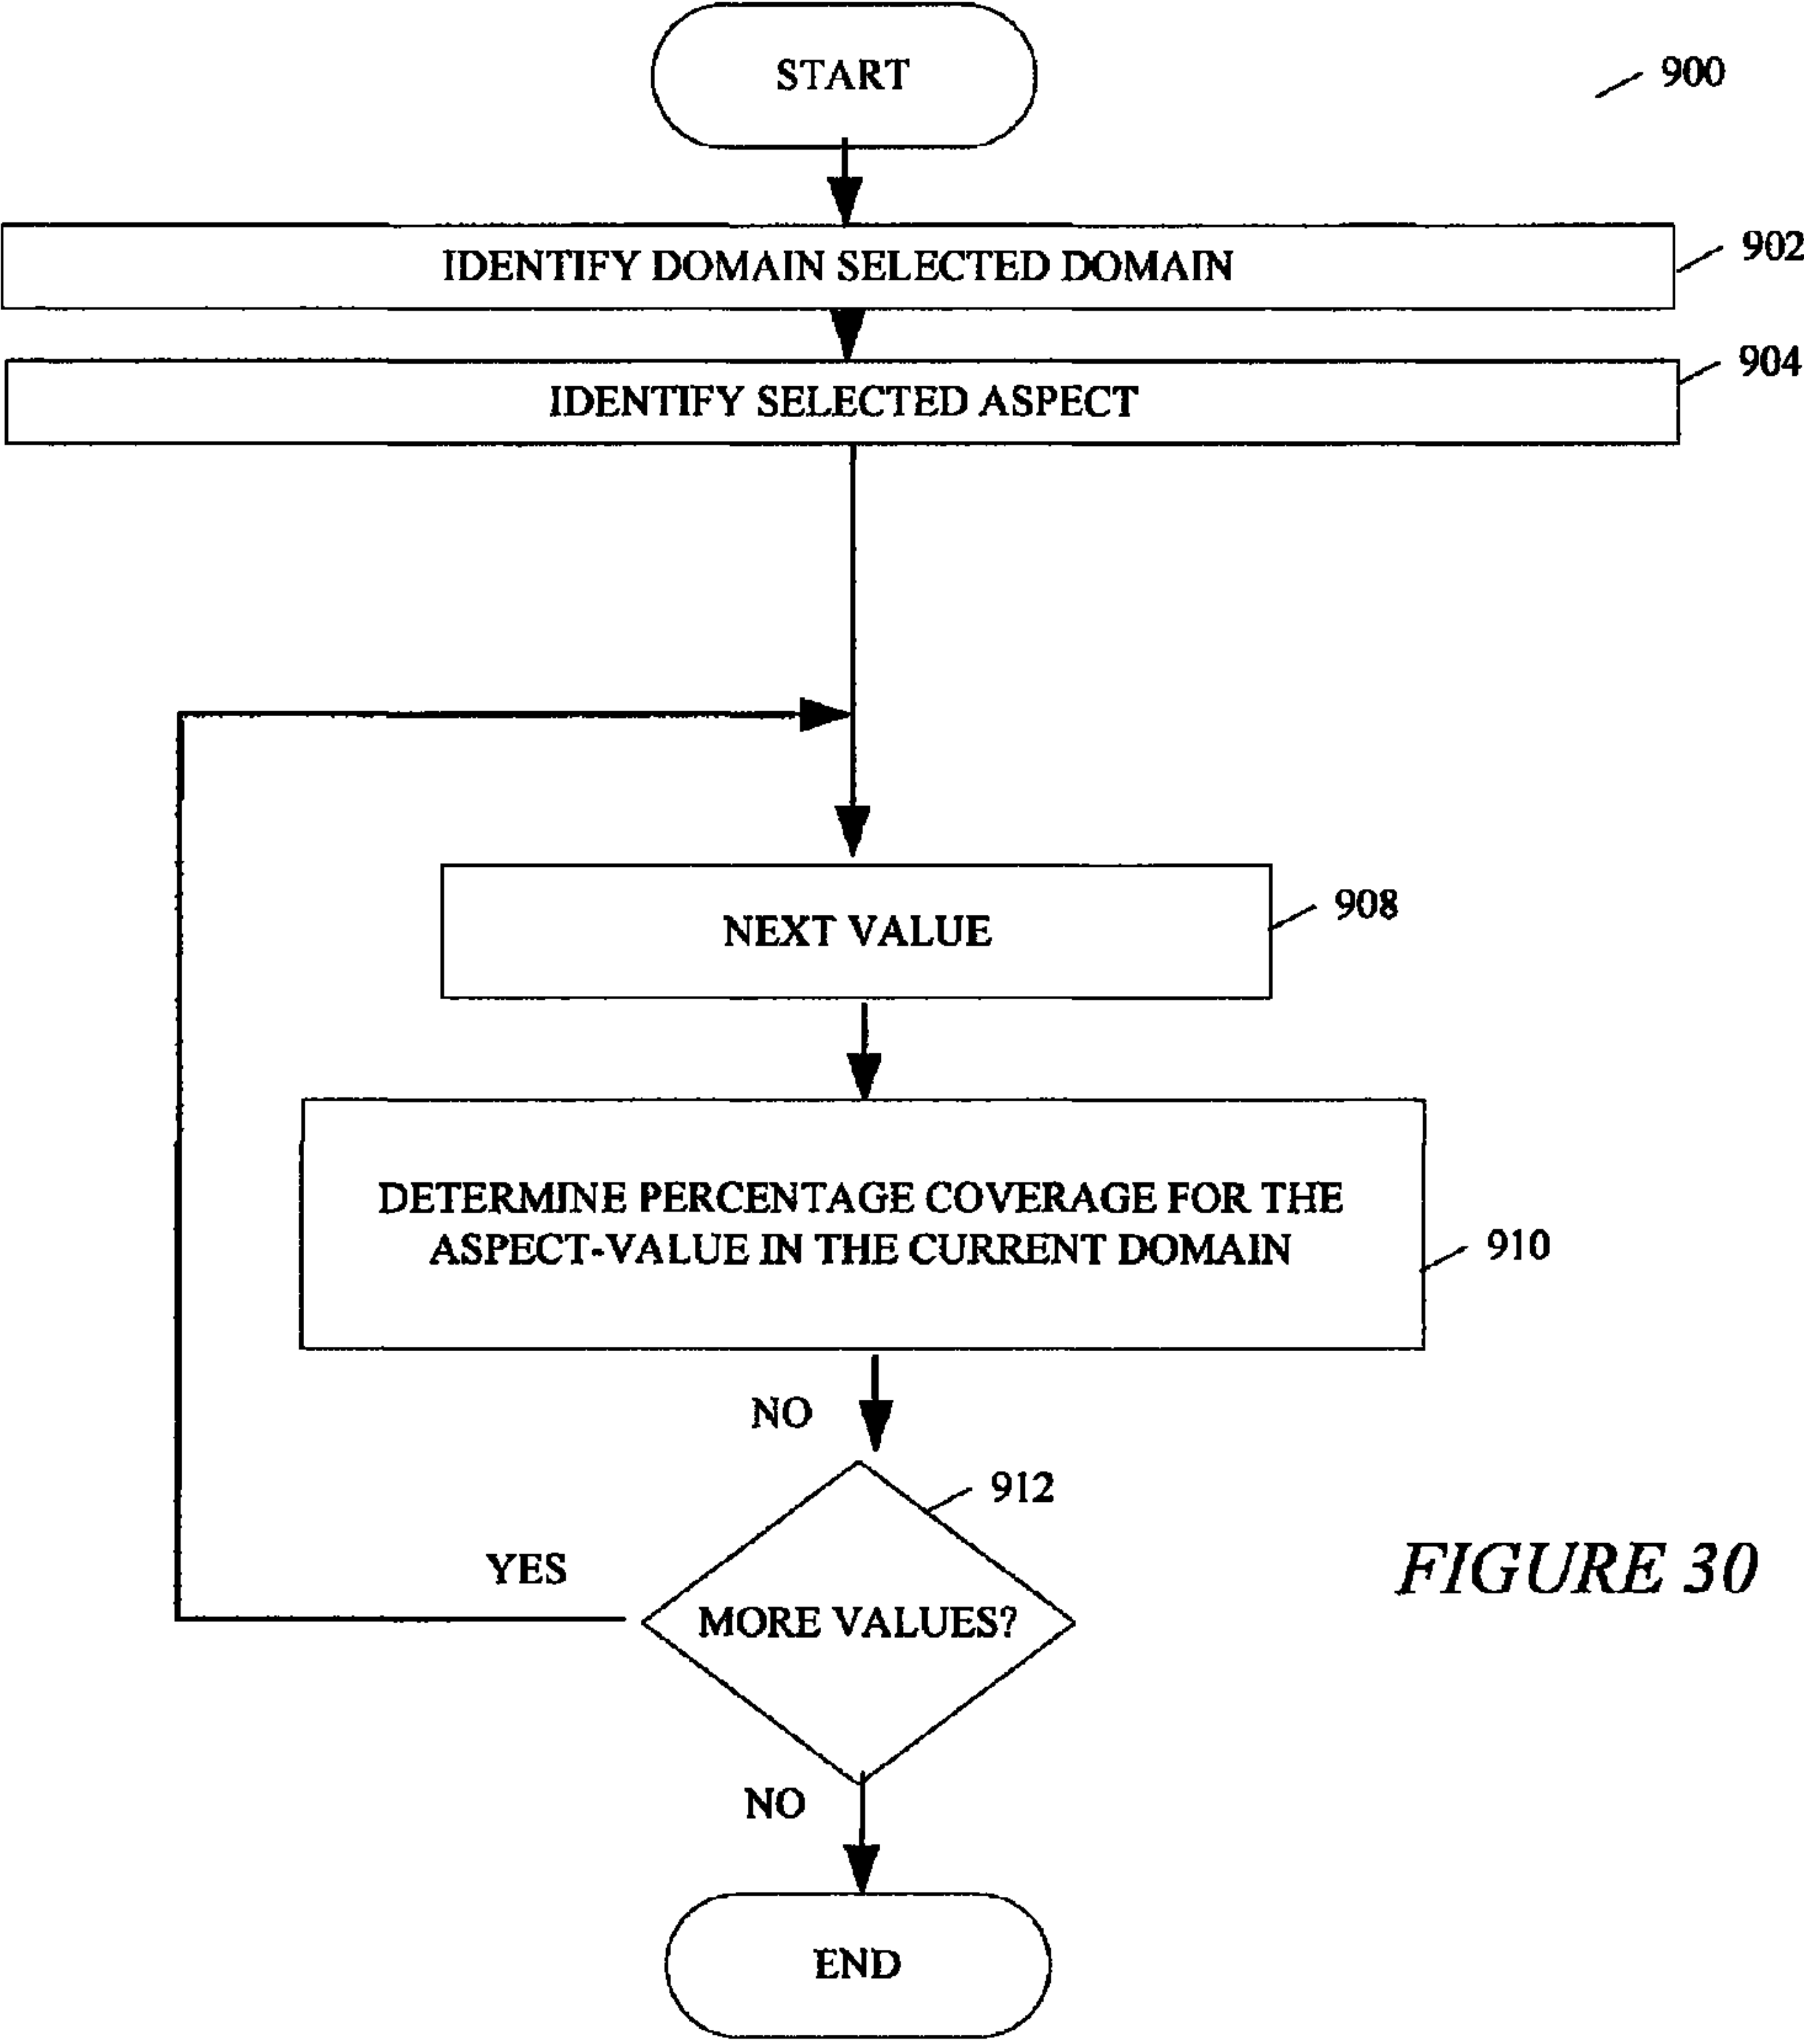 START
900
IDENTIFY DOMAIN SELECTED DOMAIN
902
IDENTIFY SELECTED ASPECT
904
NEXT VALUE
908
DETERMINE PERCENTAGE COVERAGE FOR THE
ASPECT-VALUE IN THE CURRENT DOMAIN
910
NO
912
YES
MORE VALUES?
FIGURE 30
NO
END